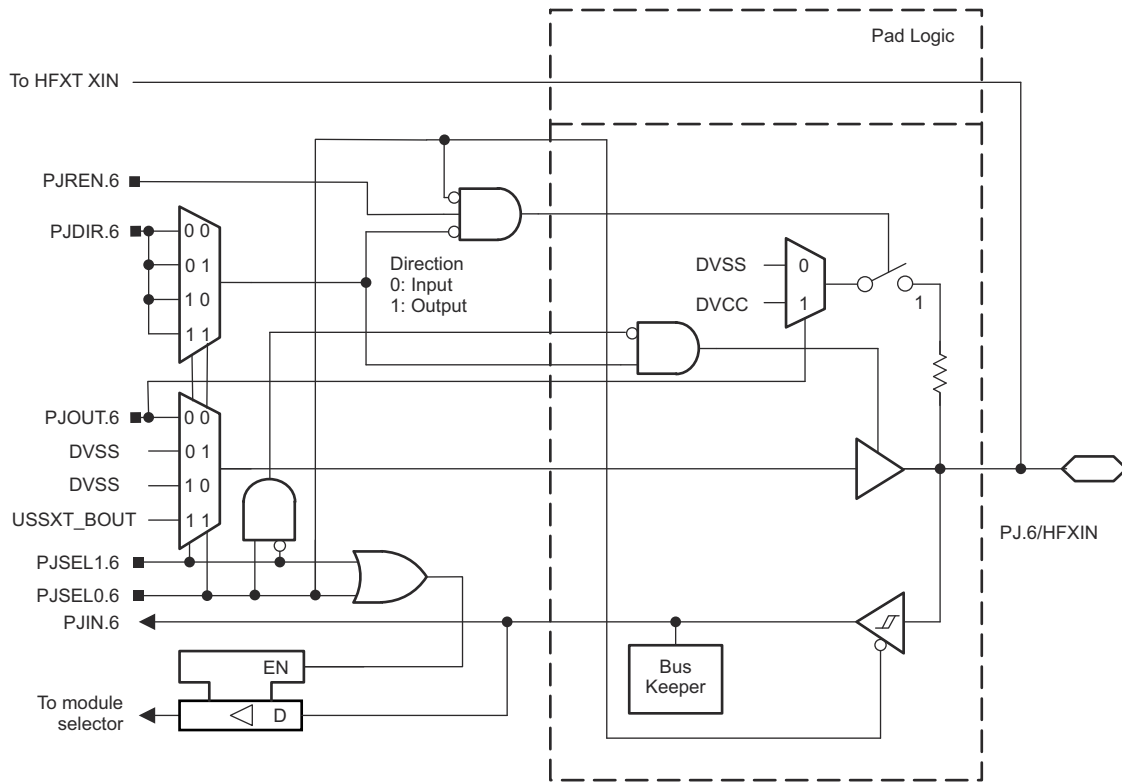 Pad Logic
To HFXT XIN
PJREN.6
PJDIR.6
0 0
0 1
1 0
1 1
Direction
0: Input
1: Output
DVSS
0
DVCC
1
1
PJOUT.6
0 0
DVSS
0 1
DVSS
1 0
USSXT_BOUT
1 1
PJ.6/HFXIN
PJSEL1.6
PJSEL0.6
PJIN.6
EN
Bus
Keeper
To module
selector
D